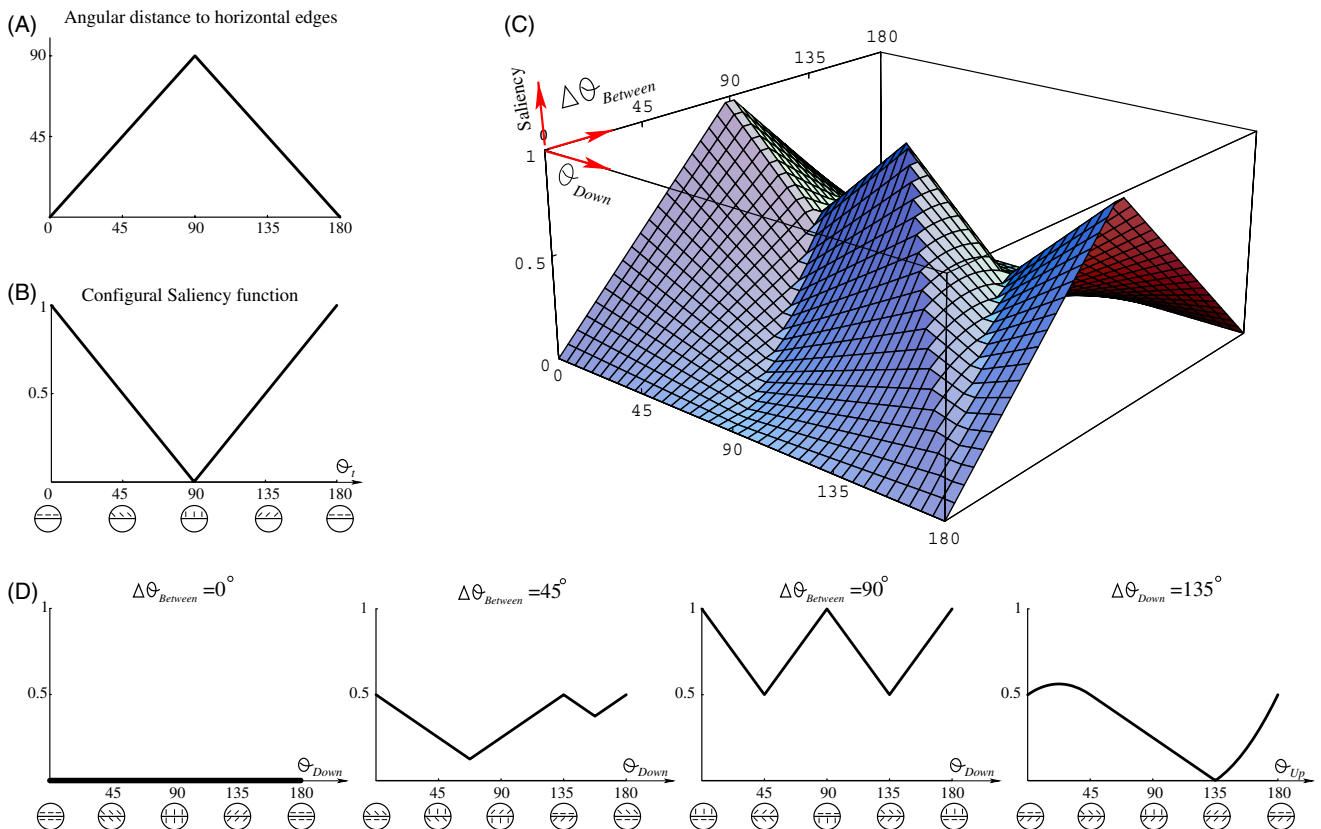 (A) Angular distance to horizontal edges
90
45
0 45 90 135 180
(B) Configural Saliency function
1
0.5
ϴt
0 45 90 135 180
(C)
180
135
90
45
0
ΔϴBetween
Saliency
ϴDown
1
0.5
0
0
45
90
135
180
(D)
ΔϴBetween =0°
1
0.5
ϴDown
45 90 135 180
ΔϴBetween =45°
1
0.5
ϴDown
45 90 135 180
ΔϴBetween =90°
1
0.5
ϴDown
45 90 135 180
ΔϴDown =135°
1
0.5
ϴUp
45 90 135 180